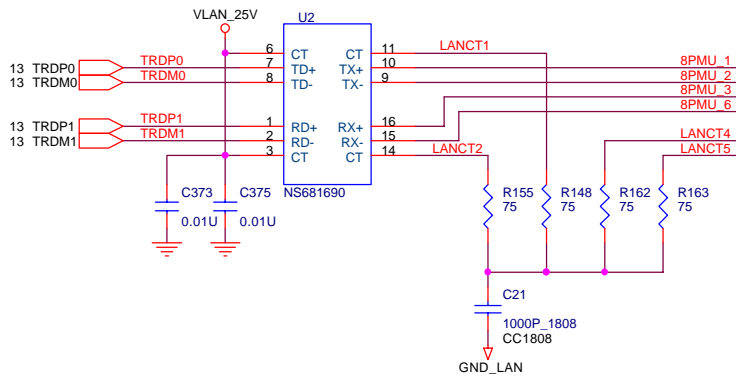 VLAN_25V
U2
6 CT CT 11 LANCT1
13 TRDP0 TRDP0 7 TD+ TX+ 10 8PMU_1
13 TRDM0 TRDM0 8 TD- TX- 9 8PMU_2
8PMU_3
13 TRDP1 TRDP1 1 RD+ RX+ 16 8PMU_6
13 TRDM1 TRDM1 2 RD- RX- 15 LANCT4
3 CT CT 14 LANCT2 LANCT5
NS681690
C373 C375
0.01U 0.01U
R155 R148 R162 R163
75 75 75 75
C21
1000P_1808
CC1808
GND_LAN